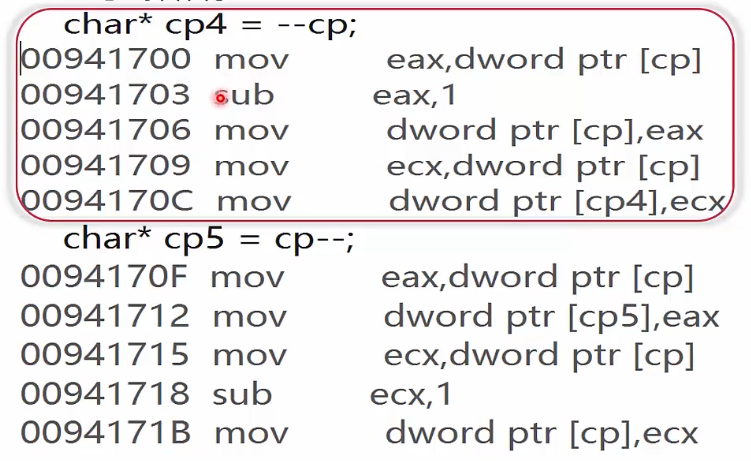 char* cp4 = --cp;
00941700 mov eax,dword ptr [cp]
00941703 sub eax,1
00941706 mov dword ptr [cp],eax
00941709 mov ecx,dword ptr [cp]
0094170C mov dword ptr [cp4],ecx
char* cp5 = cp--;
0094170F mov eax,dword ptr [cp]
00941712 mov dword ptr [cp5],eax
00941715 mov ecx,dword ptr [cp]
00941718 sub ecx,1
0094171B mov dword ptr [cp],ecx